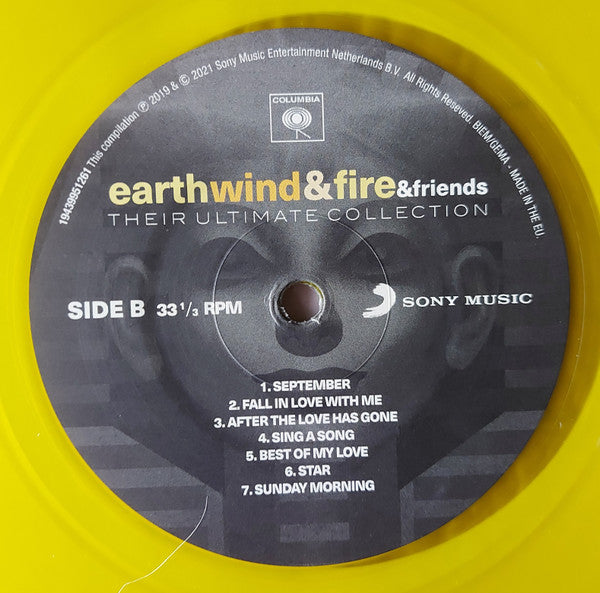 19439951261 This compilation ℗ 2019 & © 2021 Sony Music Entertainment Netherlands B.V. All Rights Reseved. BIEM/GEMA - MADE IN THE EU.
COLUMBIA
earthwind&fire&friends
THEIR ULTIMATE COLLECTION
SIDE B 33 1/3 RPM
SONY MUSIC
1. SEPTEMBER
2. FALL IN LOVE WITH ME
3. AFTER THE LOVE HAS GONE
4. SING A SONG
5. BEST OF MY LOVE
6. STAR
7. SUNDAY MORNING